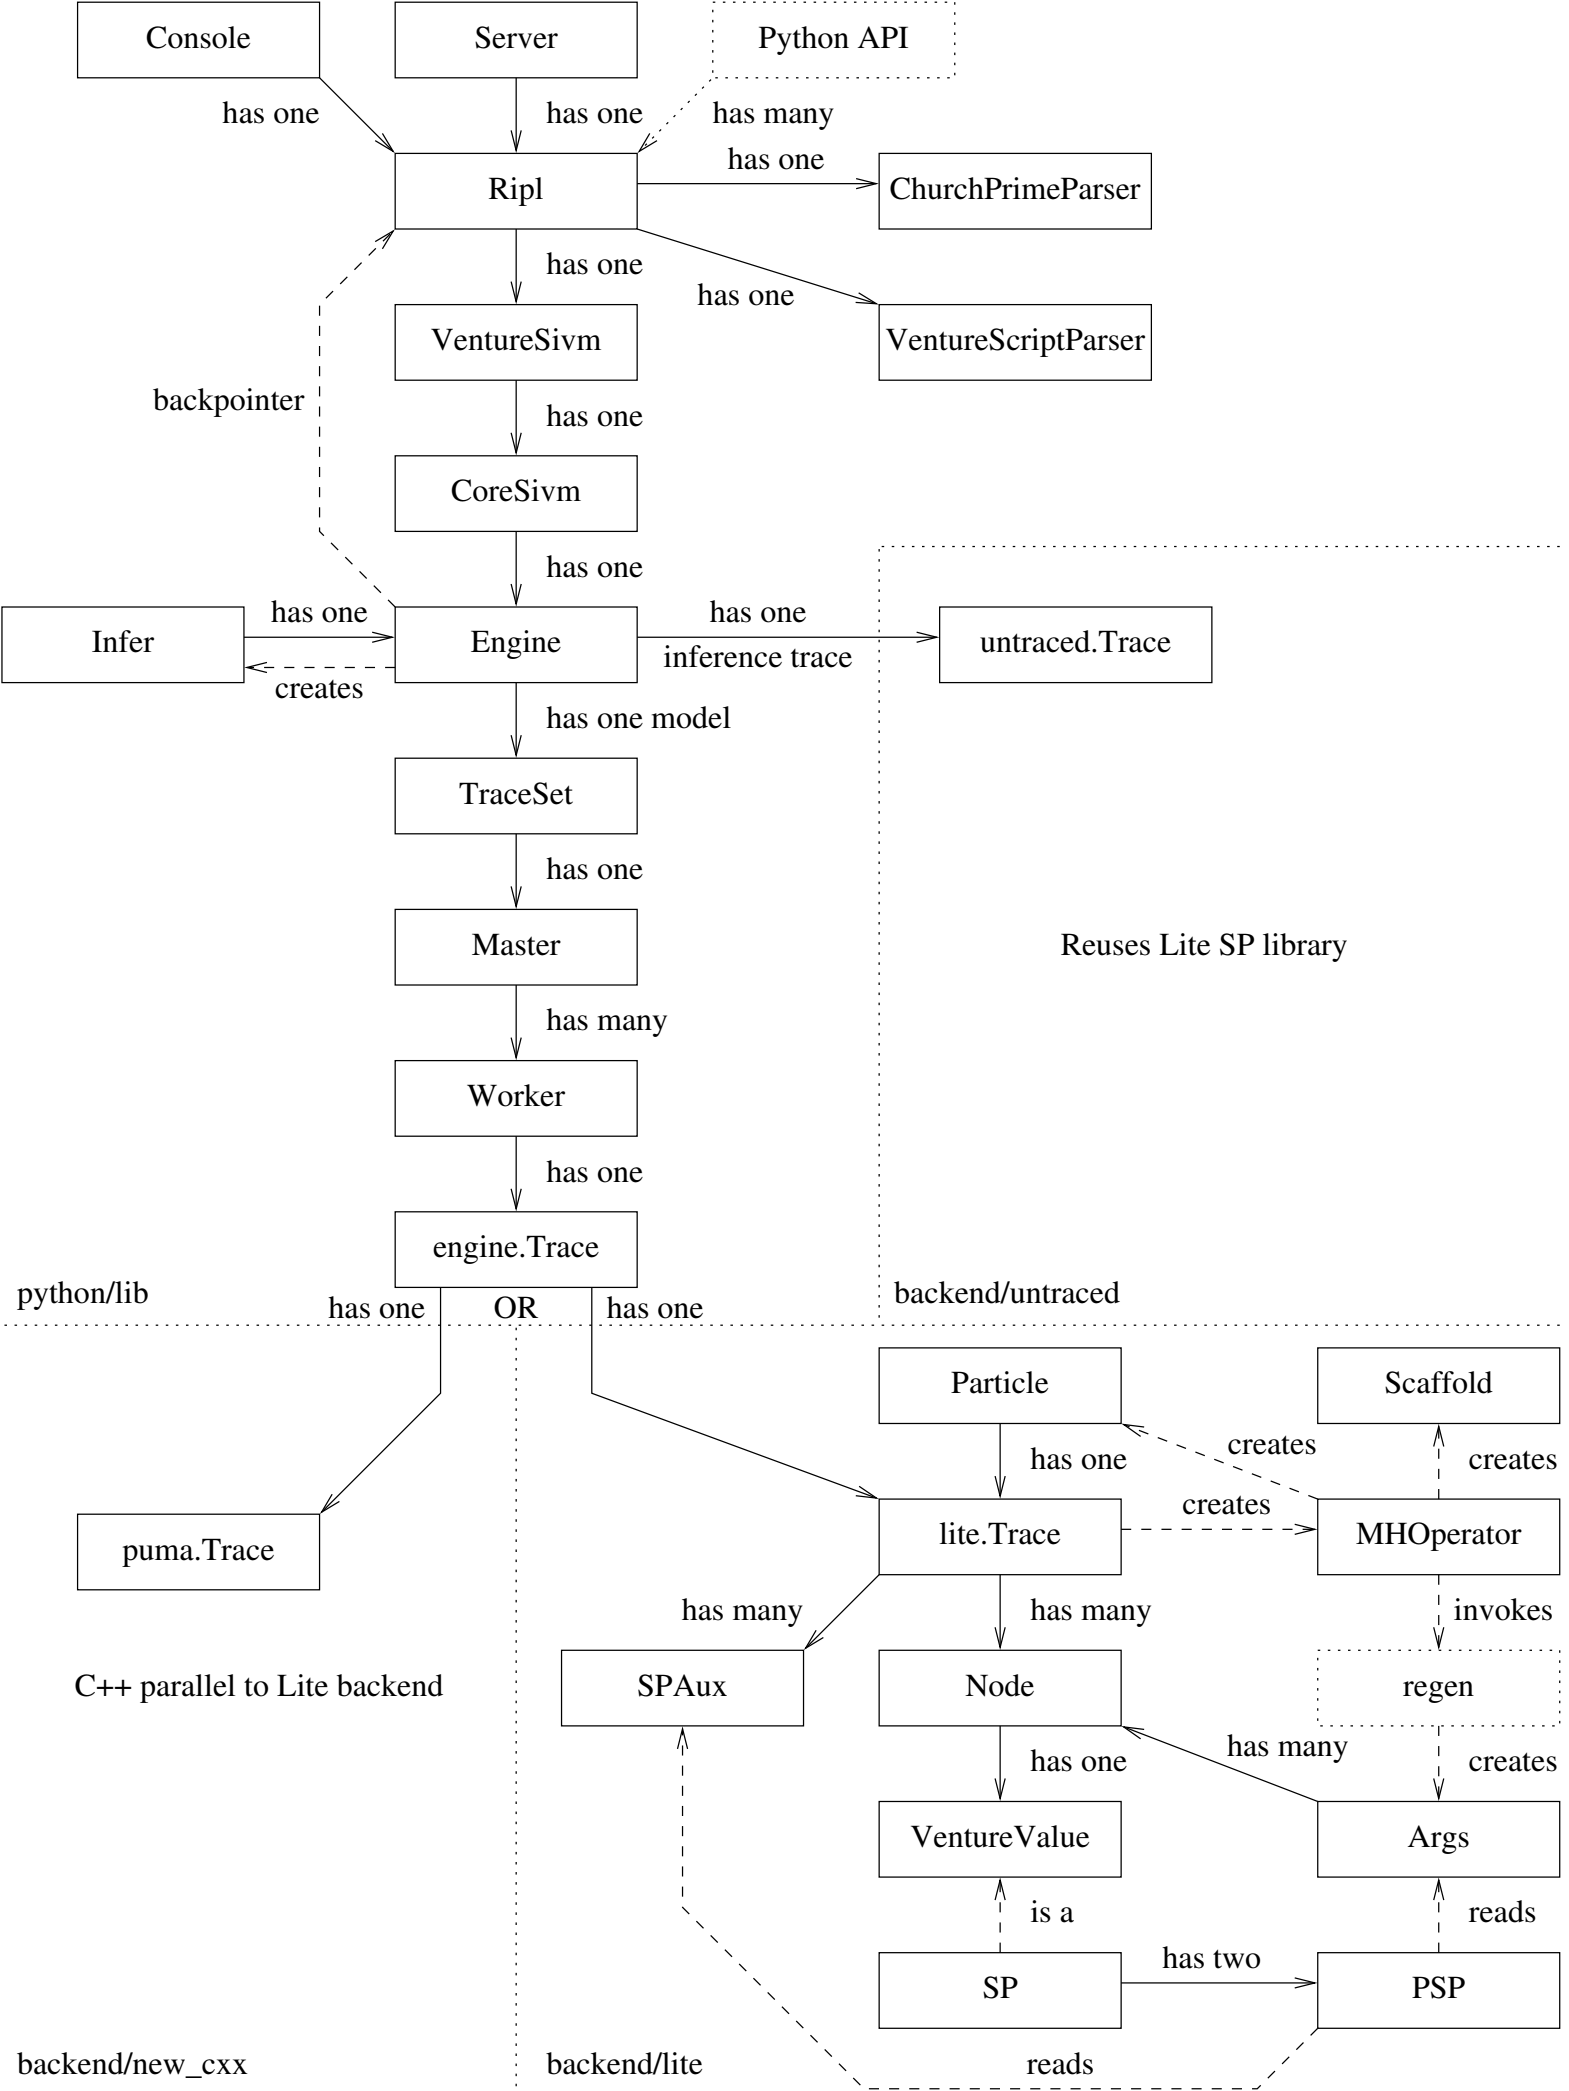 Console
Server
Python API
has one
has one
has many
has one
Ripl
ChurchPrimeParser
has one
has one
VentureSivm
VentureScriptParser
backpointer
has one
CoreSivm
has one
has one
has one
Infer
Engine
untraced.Trace
inference trace
creates
has one model
TraceSet
has one
Master
Reuses Lite SP library
has many
Worker
has one
engine.Trace
python/lib
backend/untraced
has one
OR
has one
Particle
Scaffold
creates
has one
creates
creates
lite.Trace
MHOperator
puma.Trace
has many
has many
invokes
C++ parallel to Lite backend
SPAux
Node
regen
has many
has one
creates
VentureValue
Args
is a
reads
has two
SP
PSP
backend/new_cxx
backend/lite
reads